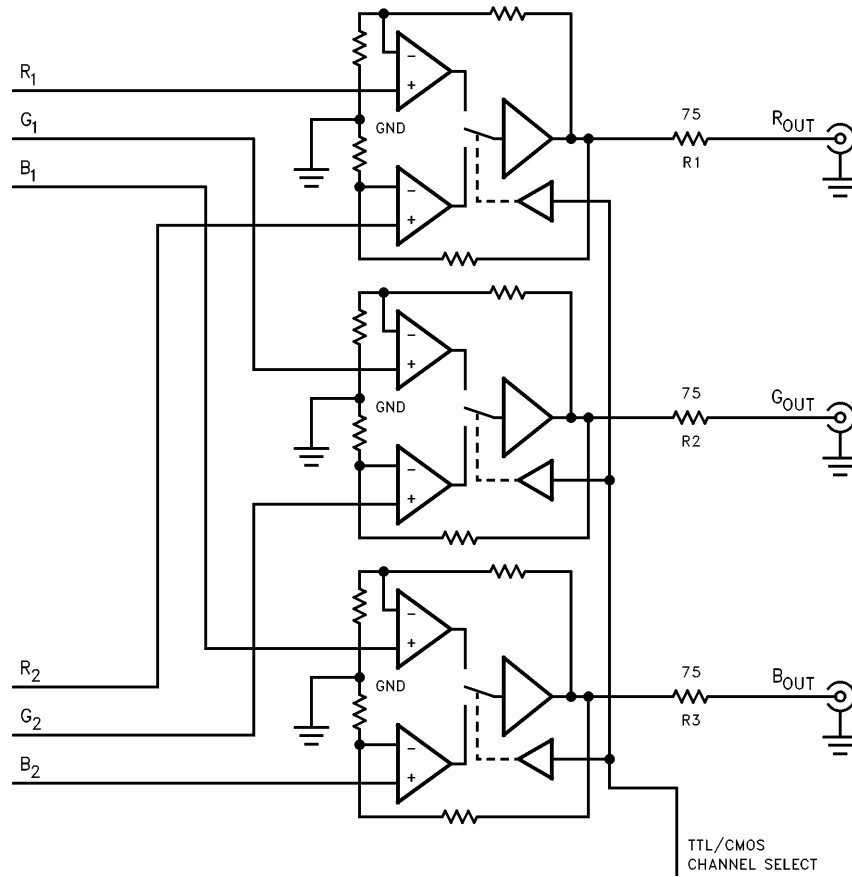 R1
G1
B1
−
+
GND
−
+
75
R1
ROUT
−
+
GND
−
+
75
R2
GOUT
−
+
GND
−
+
75
R3
BOUT
R2
G2
B2
TTL/CMOS
CHANNEL SELECT